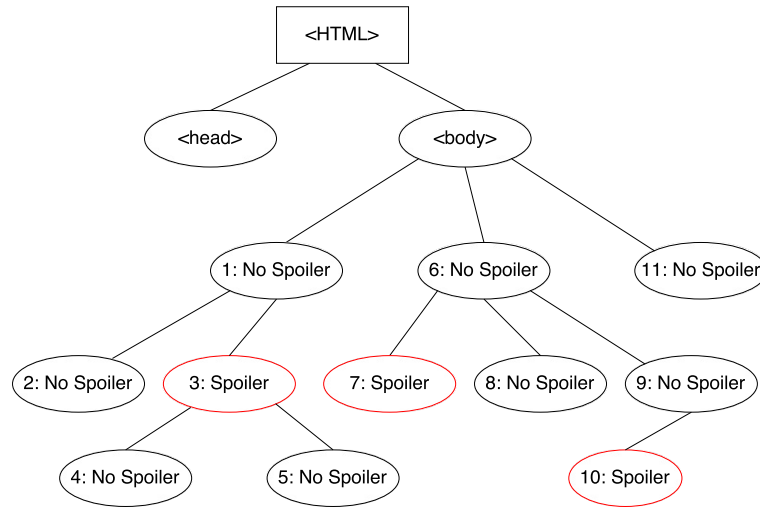 <HTML>
<head>
<body>
1: No Spoiler
6: No Spoiler
11: No Spoiler
2: No Spoiler
3: Spoiler
7: Spoiler
8: No Spoiler
9: No Spoiler
4: No Spoiler
5: No Spoiler
10: Spoiler